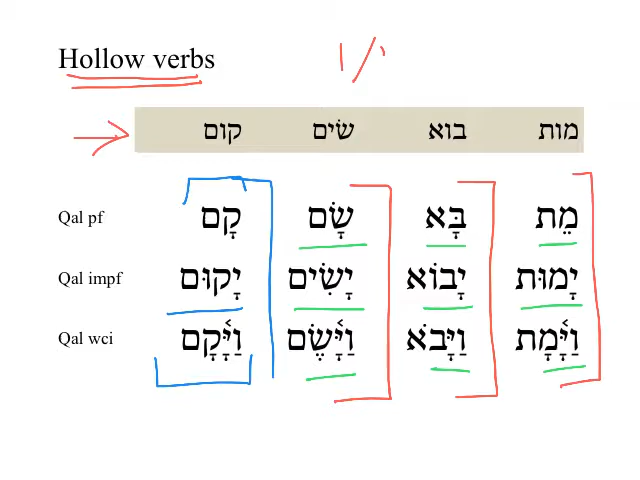 Hollow verbs ו/י
קום שׂים בוא מות
Qal pf קָם שָׂם בָּא מֵת
Qal impf יָקוּם יָשִׂים יָבוֹא יָמוּת
Qal wci וַיָּ֫קָם וַיָּ֫שֶׂם וַיָּבֹא וַיָּ֫מָת